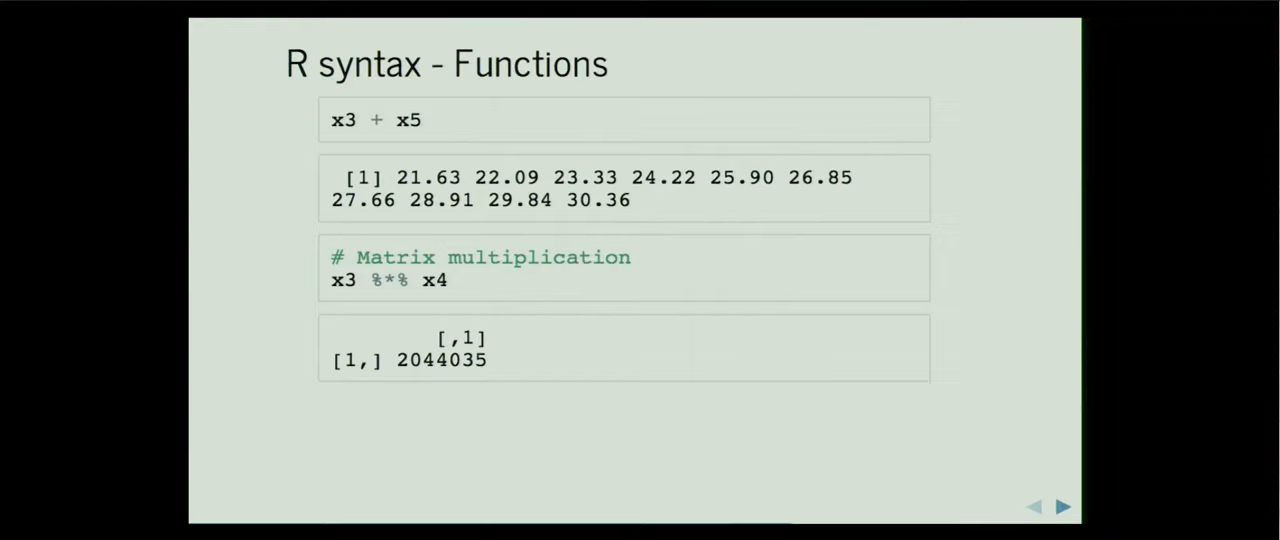 R syntax - Functions
x3 + x5
[1] 21.63 22.09 23.33 24.22 25.90 26.85
27.66 28.91 29.84 30.36
# Matrix multiplication
x3 %*% x4
[,1]
[1,] 2044035